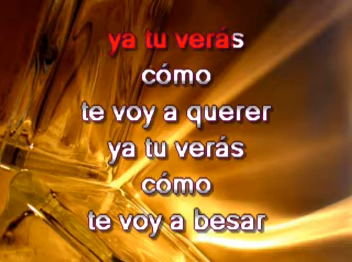 ya tu verás
cómo
te voy a querer
ya tu verás
cómo
te voy a besar